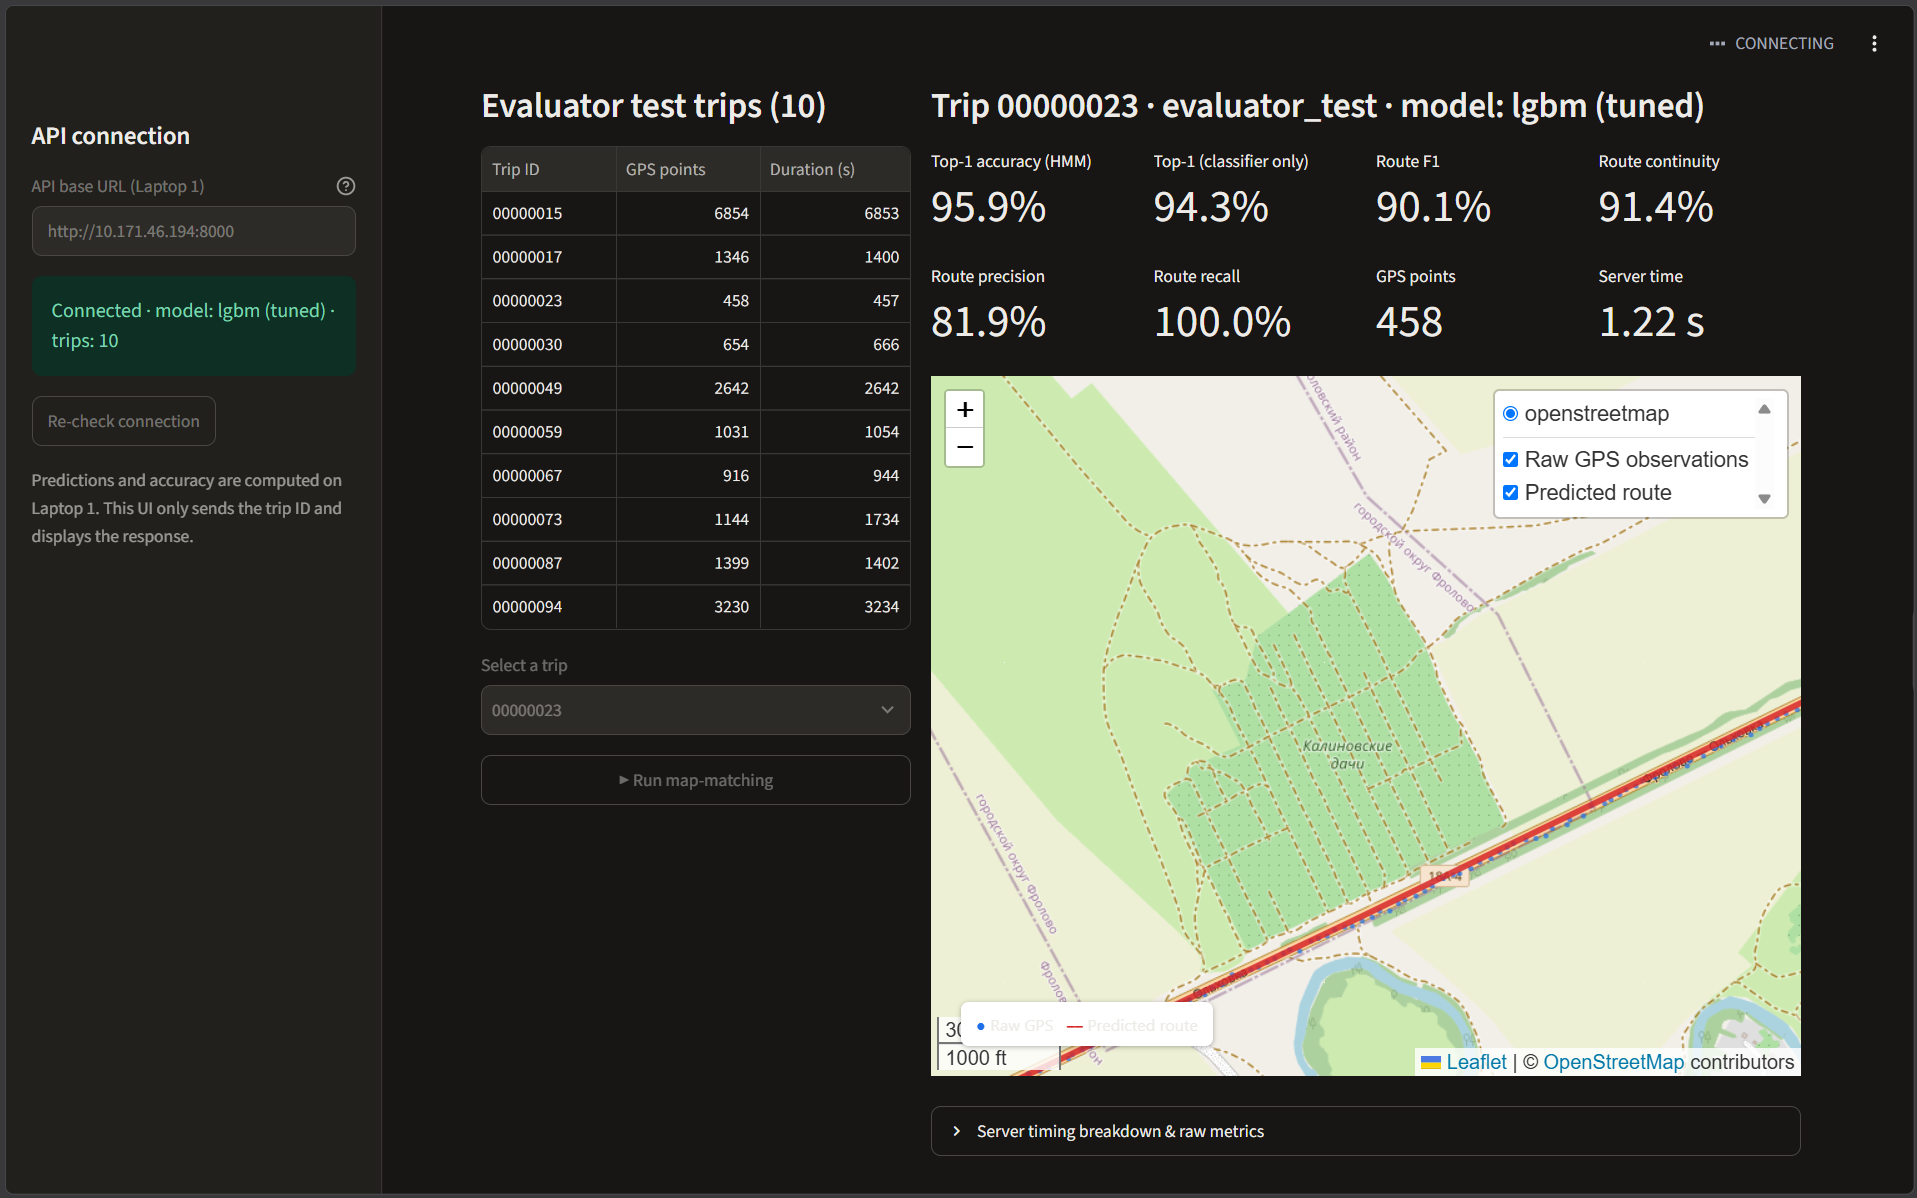 CONNECTING
API connection
API base URL (Laptop 1)
http://10.171.46.194:8000
Connected · model: lgbm (tuned) ·
trips: 10
Re-check connection
Predictions and accuracy are computed on
Laptop 1. This UI only sends the trip ID and
displays the response.
Evaluator test trips (10)
Trip ID GPS points Duration (s)
00000015 6854 6853
00000017 1346 1400
00000023 458 457
00000030 654 666
00000049 2642 2642
00000059 1031 1054
00000067 916 944
00000073 1144 1734
00000087 1399 1402
00000094 3230 3234
Select a trip
00000023
Run map-matching
Trip 00000023 · evaluator_test · model: lgbm (tuned)
Top-1 accuracy (HMM) Top-1 (classifier only) Route F1 Route continuity
95.9% 94.3% 90.1% 91.4%
Route precision Route recall GPS points Server time
81.9% 100.0% 458 1.22 s
+
−
openstreetmap
Raw GPS observations
Predicted route
район
городской округ Фролово
Калиновские
дачи
городской округ Фролово
Raw GPS Predicted route
1000 ft
Leaflet | © OpenStreetMap contributors
Server timing breakdown & raw metrics